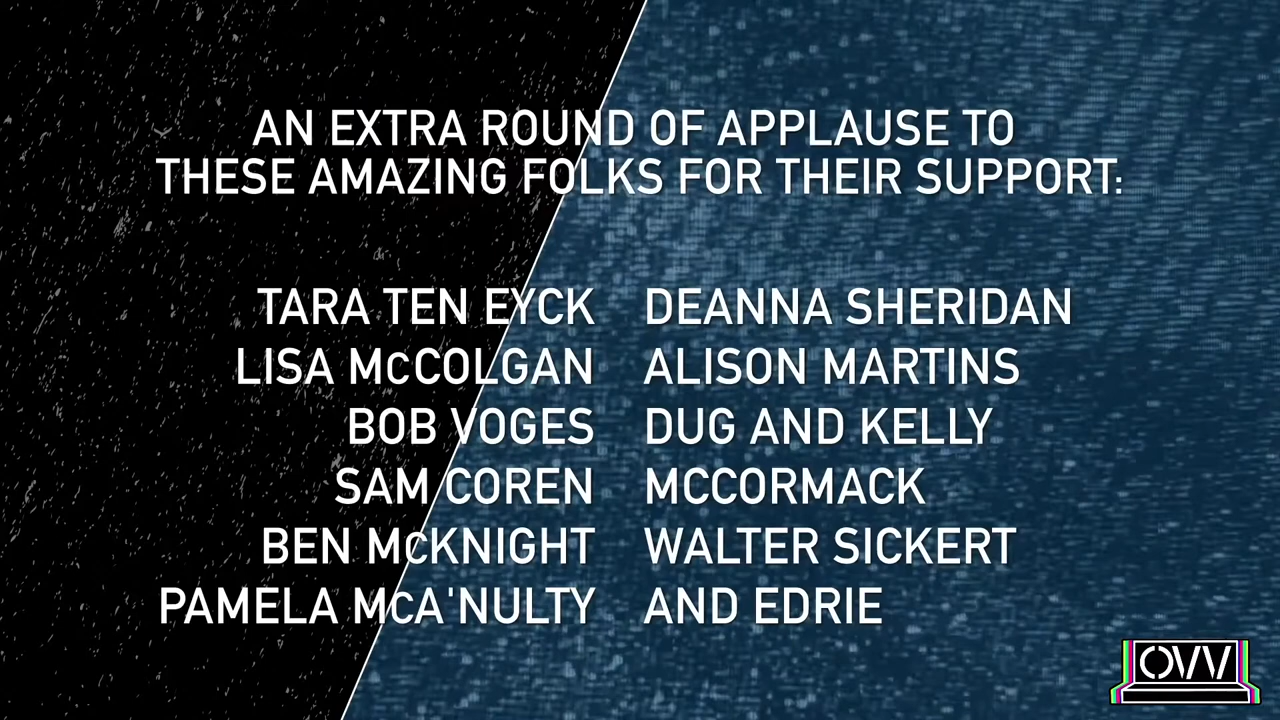 AN EXTRA ROUND OF APPLAUSE TO
THESE AMAZING FOLKS FOR THEIR SUPPORT:
TARA TEN EYCK
LISA McCOLGAN
BOB VOGES
SAM COREN
BEN McKNIGHT
PAMELA McA'NULTY
DEANNA SHERIDAN
ALISON MARTINS
DUG AND KELLY
MCCORMACK
WALTER SICKERT
AND EDRIE
OVV